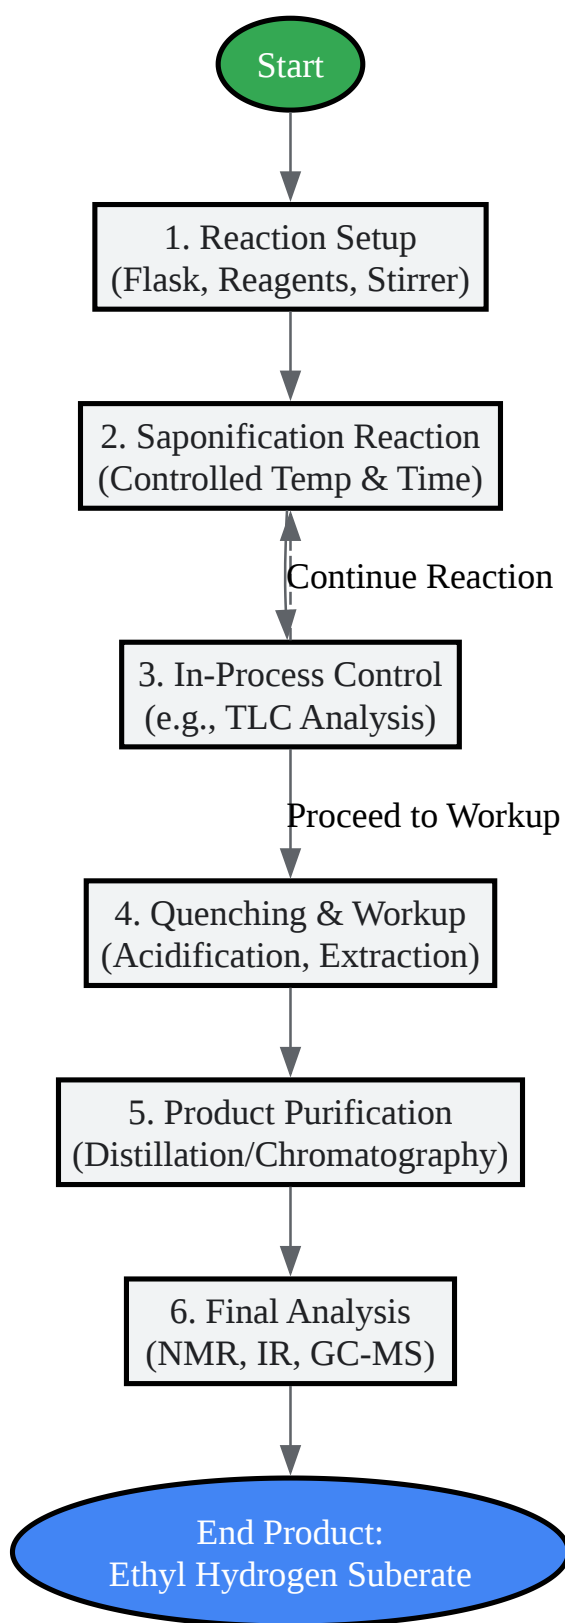 Start
1. Reaction Setup
(Flask, Reagents, Stirrer)
2. Saponification Reaction
(Controlled Temp & Time)
Continue Reaction
3. In-Process Control
(e.g., TLC Analysis)
Proceed to Workup
4. Quenching & Workup
(Acidification, Extraction)
5. Product Purification
(Distillation/Chromatography)
6. Final Analysis
(NMR, IR, GC-MS)
End Product:
Ethyl Hydrogen Suberate